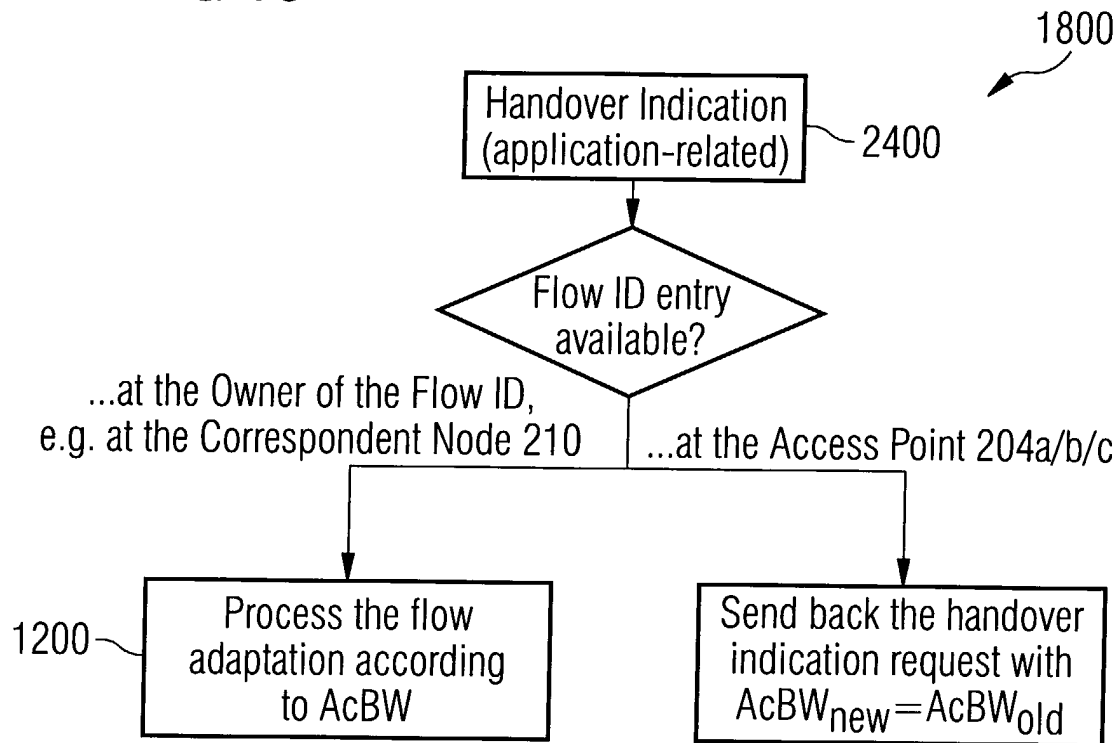 1800
Handover Indication
(application-related)
2400
Flow ID entry
available?
...at the Owner of the Flow ID,
e.g. at the Correspondent Node 210
...at the Access Point 204a/b/c
1200
Process the flow
adaptation according
to AcBW
Send back the handover
indication request with
AcBWnew=AcBWold